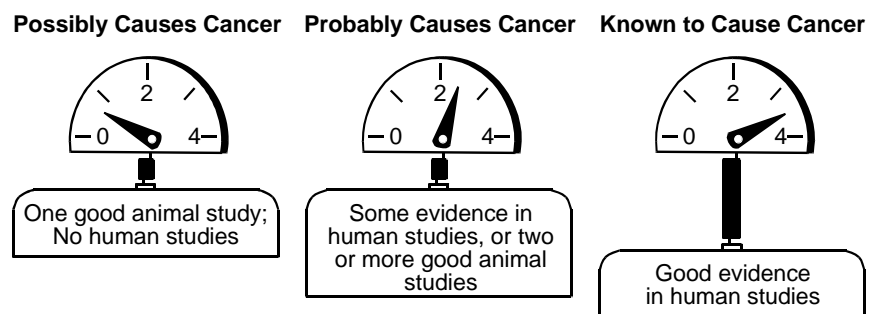 Possibly Causes Cancer
Probably Causes Cancer
Known to Cause Cancer
0 2 4
0 2 4
0 2 4
One good animal study;
No human studies
Some evidence in
human studies, or two
or more good animal
studies
Good evidence
in human studies